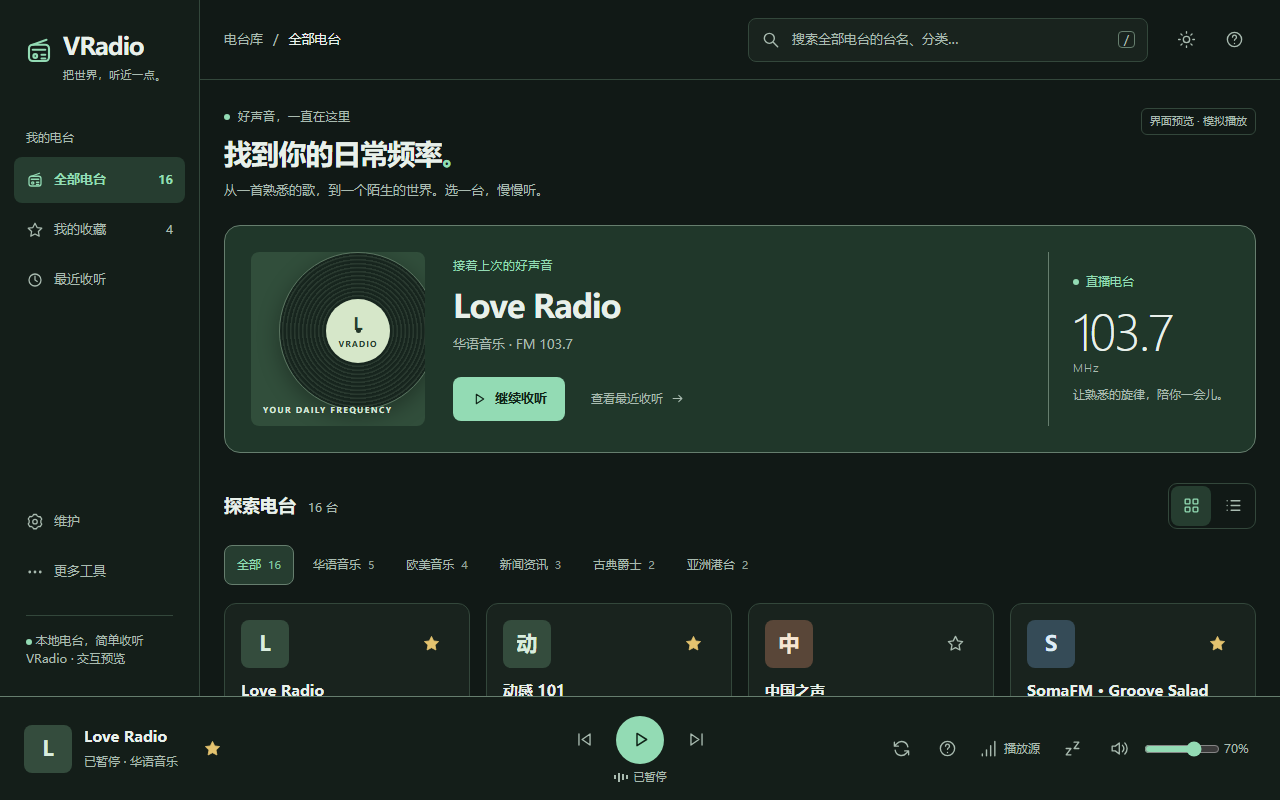 VRadio
把世界，听近一点。
我的电台
全部电台 16
我的收藏 4
最近收听
维护
更多工具
本地电台，简单收听
VRadio · 交互预览
电台库 / 全部电台
搜索全部电台的台名、分类... /
好声音，一直在这里
界面预览 · 模拟播放
找到你的日常频率。
从一首熟悉的歌，到一个陌生的世界。选一台，慢慢听。
L
VRADIO
YOUR DAILY FREQUENCY
接着上次的好声音
Love Radio
华语音乐 · FM 103.7
继续收听 查看最近收听 →
直播电台
103.7
MHz
让熟悉的旋律，陪你一会儿。
探索电台 16 台
全部 16 华语音乐 5 欧美音乐 4 新闻资讯 3 古典爵士 2 亚洲港台 2
L
Love Radio
动
动感 101
中
中国之声
S
SomaFM • Groove Salad
L
Love Radio
已暂停 · 华语音乐
已暂停
播放源
zz
70%